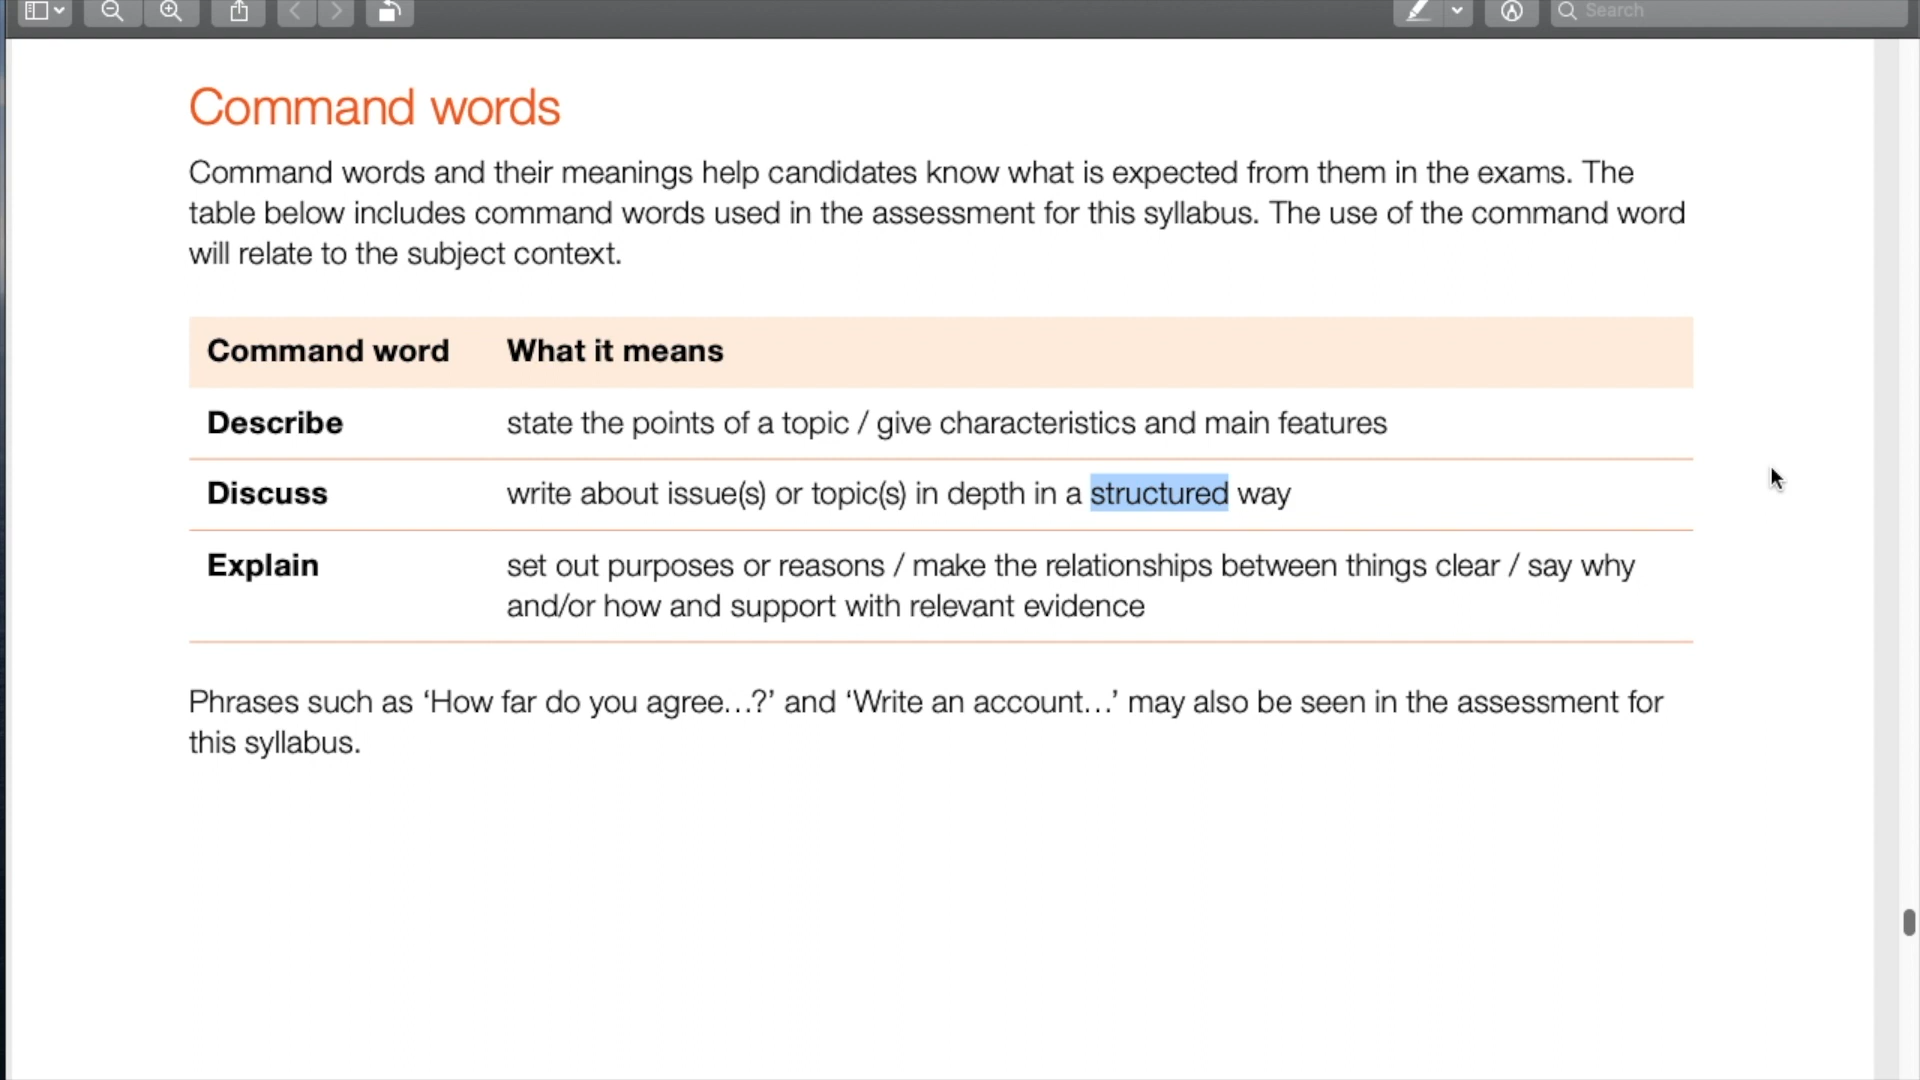 Search
Command words
Command words and their meanings help candidates know what is expected from them in the exams. The
table below includes command words used in the assessment for this syllabus. The use of the command word
will relate to the subject context.
Command word What it means
Describe state the points of a topic / give characteristics and main features
Discuss write about issue(s) or topic(s) in depth in a structured way
Explain set out purposes or reasons / make the relationships between things clear / say why
and/or how and support with relevant evidence
Phrases such as ‘How far do you agree…?’ and ‘Write an account…’ may also be seen in the assessment for
this syllabus.